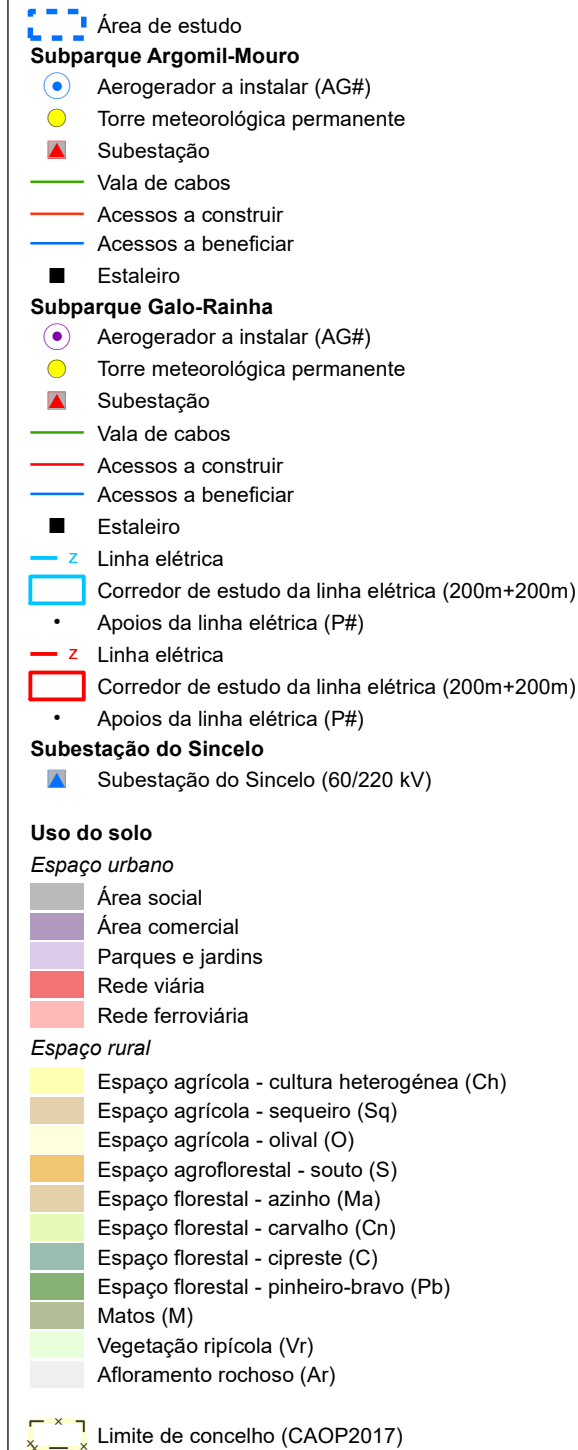 Área de estudo
Subparque Argomil-Mouro
Aerogerador a instalar (AG#)
Torre meteorológica permanente
Subestação
Vala de cabos
Acessos a construir
Acessos a beneficiar
Estaleiro
Subparque Galo-Rainha
Aerogerador a instalar (AG#)
Torre meteorológica permanente
Subestação
Vala de cabos
Acessos a construir
Acessos a beneficiar
Estaleiro
z Linha elétrica
Corredor de estudo da linha elétrica (200m+200m)
Apoios da linha elétrica (P#)
z Linha elétrica
Corredor de estudo da linha elétrica (200m+200m)
Apoios da linha elétrica (P#)
Subestação do Sincelo
Subestação do Sincelo (60/220 kV)
Uso do solo
Espaço urbano
Área social
Área comercial
Parques e jardins
Rede viária
Rede ferroviária
Espaço rural
Espaço agrícola - cultura heterogénea (Ch)
Espaço agrícola - sequeiro (Sq)
Espaço agrícola - olival (O)
Espaço agroflorestal - souto (S)
Espaço florestal - azinho (Ma)
Espaço florestal - carvalho (Cn)
Espaço florestal - cipreste (C)
Espaço florestal - pinheiro-bravo (Pb)
Matos (M)
Vegetação ripícola (Vr)
Afloramento rochoso (Ar)
Limite de concelho (CAOP2017)